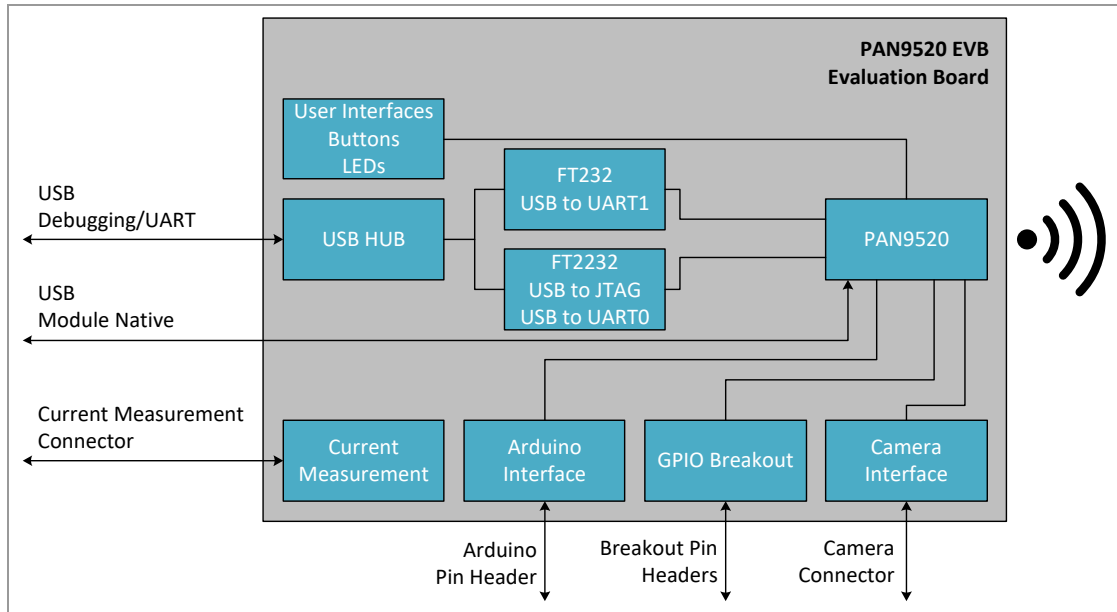 PAN9520 EVB
Evaluation Board
User Interfaces
Buttons
LEDs
FT232
USB to UART1
USB
Debugging/UART
USB HUB
PAN9520
FT2232
USB to JTAG
USB to UART0
USB
Module Native
Current Measurement
Connector
Current
Measurement
Arduino
Interface
GPIO Breakout
Camera
Interface
Arduino
Pin Header
Breakout Pin
Headers
Camera
Connector